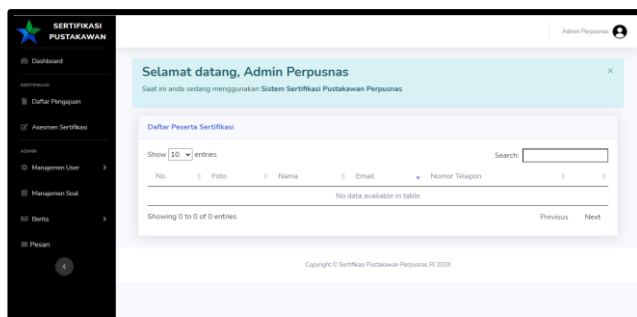 SERTIFIKASI
PUSTAKAWAN
Admin Perpusnas
Dashboard
SERTIFIKASI
Daftar Pengajuan
Asesmen Sertifikasi
ADMIN
Manajemen User
Manajemen Soal
Berita
Pesan
Selamat datang, Admin Perpusnas
Saat ini anda sedang menggunakan Sistem Sertifikasi Pustakawan Perpusnas
Daftar Peserta Sertifikasi
Show 10 entries
Search:
No Foto Nama Email Nomor Telepon
No data available in table
Showing 0 to 0 of 0 entries
Previous Next
Copyright © Sertifikasi Pustakawan Perpusnas RI 2019